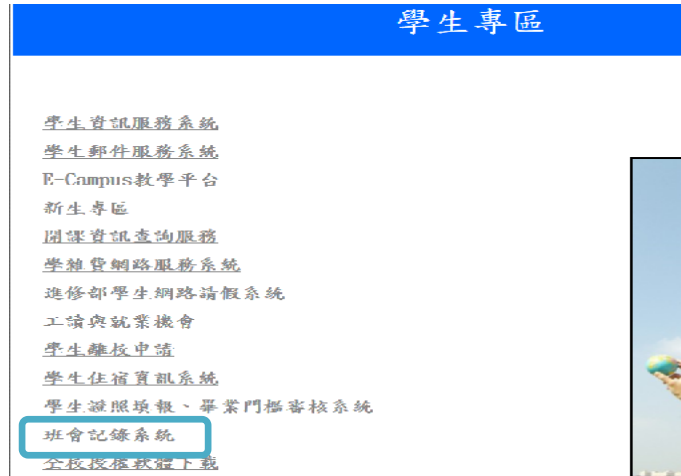 學生專區
學生資訊服務系統
學生郵件服務系統
E-Campus教學平台
新生專區
開課資訊查詢服務
學雜費網路服務系統
進修部學生網路請假系統
工讀與就業機會
學生離校申請
學生住宿資訊系統
學生證照填報、畢業門檻審核系統
班會記錄系統
全校授權軟體下載